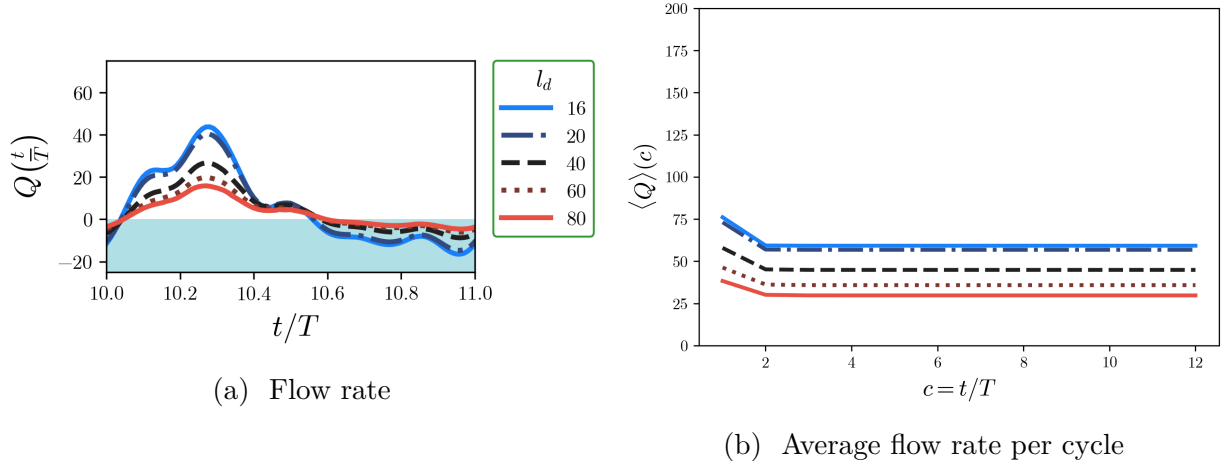 60
40
20
0
−20
Q(t/T)
10.0 10.2 10.4 10.6 10.8 11.0
t/T
l_d
16
20
40
60
80
(a) Flow rate
200
175
150
125
100
75
50
25
0
⟨Q⟩(c)
2 4 6 8 10 12
c = t/T
(b) Average flow rate per cycle